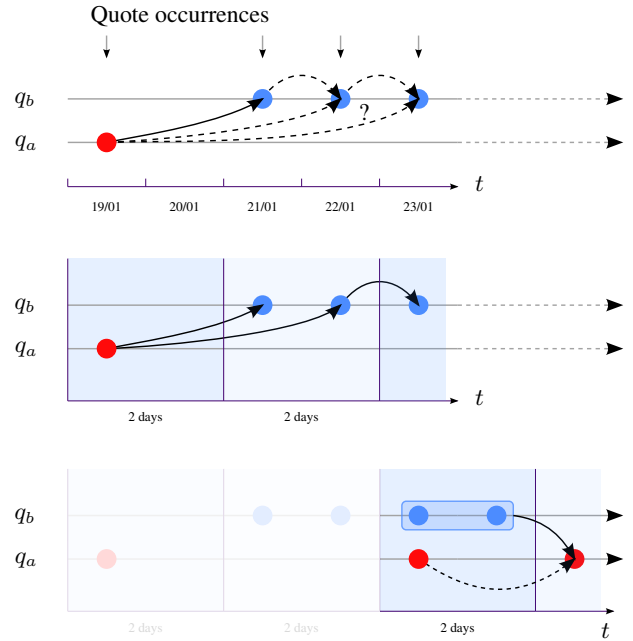 Quote occurrences
q_b
?
q_a
t
19/01 20/01 21/01 22/01 23/01
q_b
q_a
t
2 days 2 days
q_b
q_a
2 days 2 days 2 days t